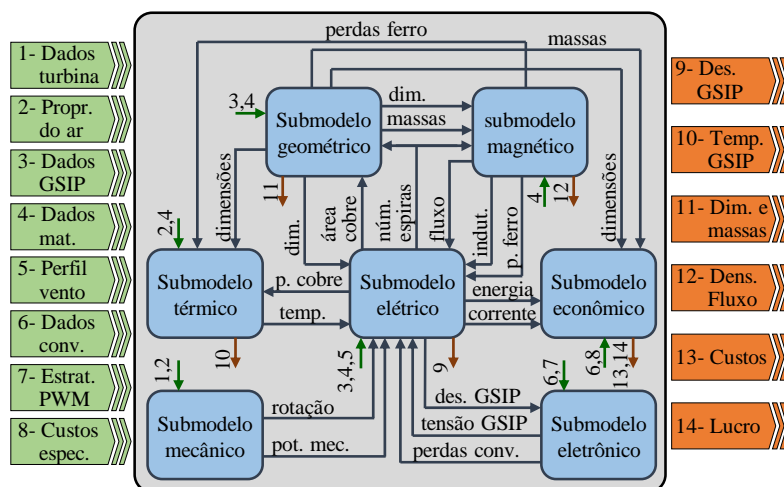 1- Dados
turbina
2- Propr.
do ar
3- Dados
GSIP
4- Dados
mat.
5- Perfil
vento
6- Dados
conv.
7- Estrat.
PWM
8- Custos
espec.
perdas ferro
massas
3,4
Submodelo
geométrico
dim.
massas
submodelo
magnético
11
4
12
dimensões
dim.
área
cobre
núm.
espiras
fluxo
indut.
p. ferro
dimensões
2,4
Submodelo
térmico
p. cobre
temp.
Submodelo
elétrico
energia
corrente
Submodelo
econômico
10
3,4,5
9
6,8
13,14
1,2
6,7
Submodelo
mecânico
rotação
pot. mec.
des. GSIP
tensão GSIP
perdas conv.
Submodelo
eletrônico
9- Des.
GSIP
10- Temp.
GSIP
11- Dim. e
massas
12- Dens.
Fluxo
13- Custos
14- Lucro